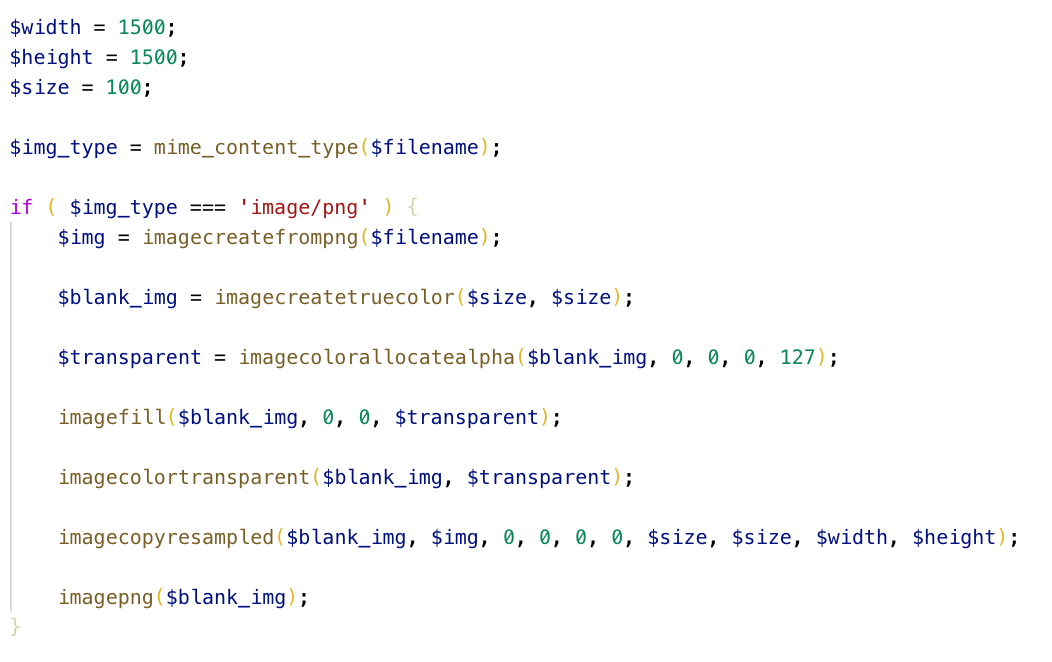 $width = 1500;
$height = 1500;
$size = 100;
$img_type = mime_content_type($filename);
if ( $img_type === 'image/png' ) {
$img = imagecreatefrompng($filename);
$blank_img = imagecreatetruecolor($size, $size);
$transparent = imagecolorallocatealpha($blank_img, 0, 0, 0, 127);
imagefill($blank_img, 0, 0, $transparent);
imagecolortransparent($blank_img, $transparent);
imagecopyresampled($blank_img, $img, 0, 0, 0, 0, $size, $size, $width, $height);
imagepng($blank_img);
}